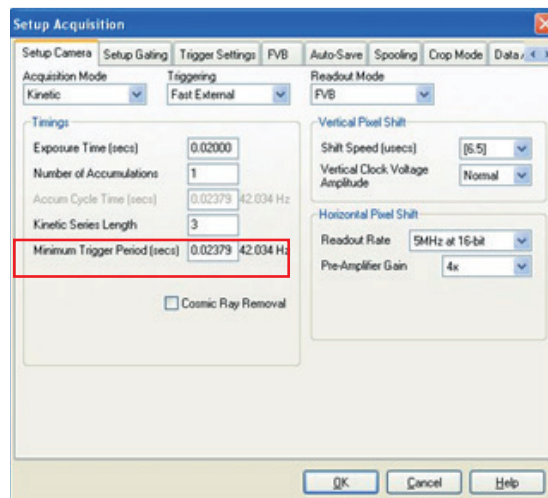 Setup Acquisition
Setup Camera Setup Gating Trigger Settings FVB Auto-Save Spooling Crop Mode Data
Acquisition Mode Triggering Readout Mode
Kinetic Fast External FVB
Timings
Exposure Time (secs) 0.02000
Number of Accumulations 1
Accum Cycle Time (secs) 0.02379 42.034 Hz
Kinetic Series Length 3
Minimum Trigger Period (secs) 0.02379 42.034 Hz
Cosmic Ray Removal
Vertical Pixel Shift
Shift Speed (usecs) [6.5]
Vertical Clock Voltage
Amplitude
Normal
Horizontal Pixel Shift
Readout Rate 5MHz at 16-bit
Pre-Amplifier Gain 4x
OK Cancel Help